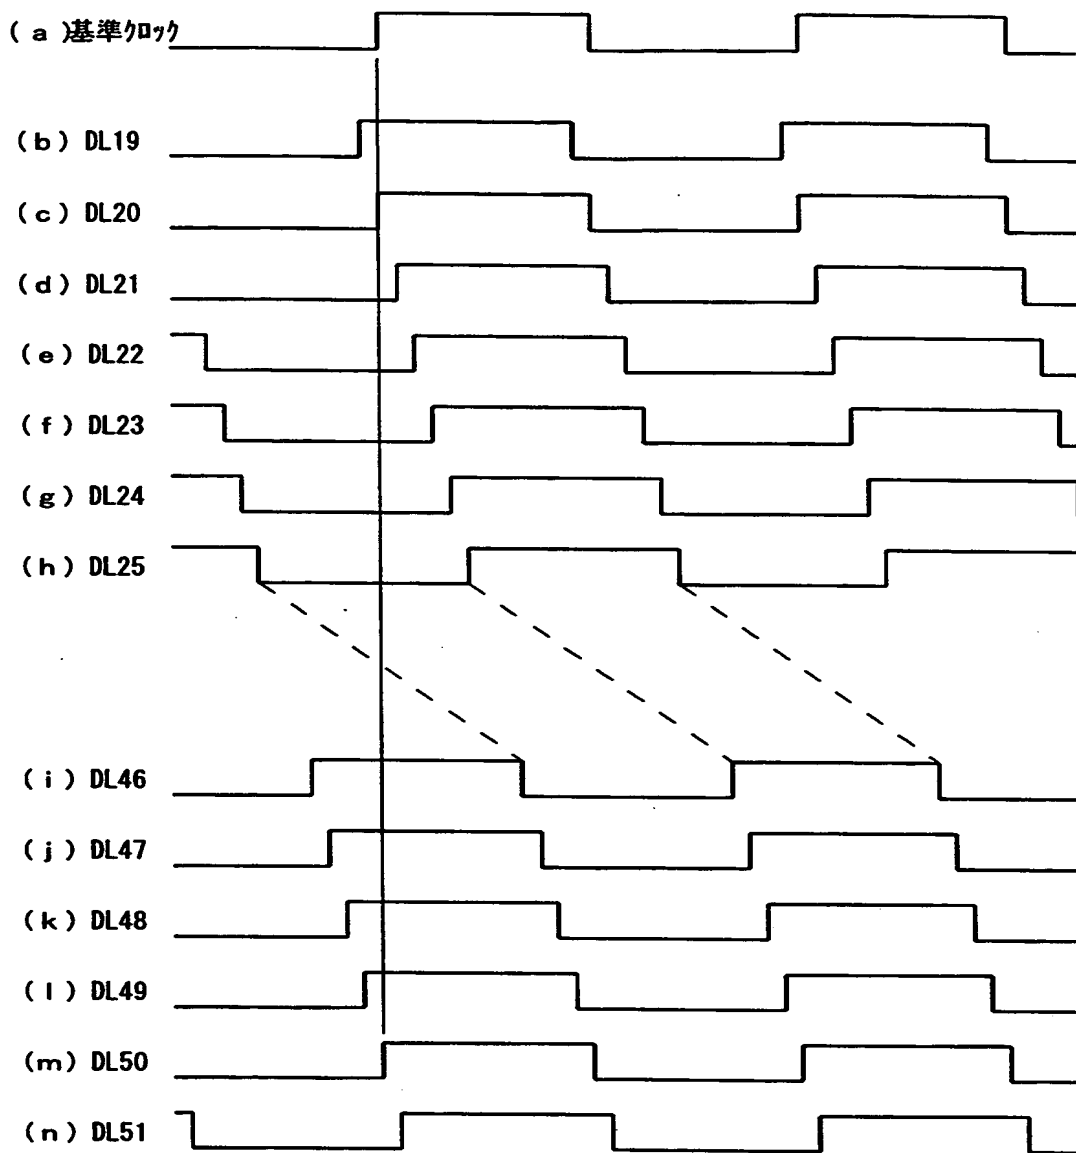 (a)基準ｸﾛｯｸ
(b) DL19
(c) DL20
(d) DL21
(e) DL22
(f) DL23
(g) DL24
(h) DL25
(i) DL46
(j) DL47
(k) DL48
(l) DL49
(m) DL50
(n) DL51